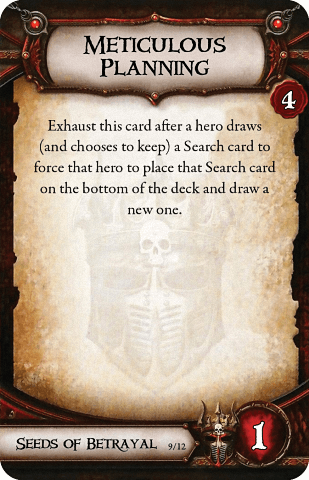 Meticulous
Planning
4
Exhaust this card after a hero draws
(and chooses to keep) a Search card to
force that hero to place that Search card
on the bottom of the deck and draw a
new one.
Seeds of Betrayal 9/12
1